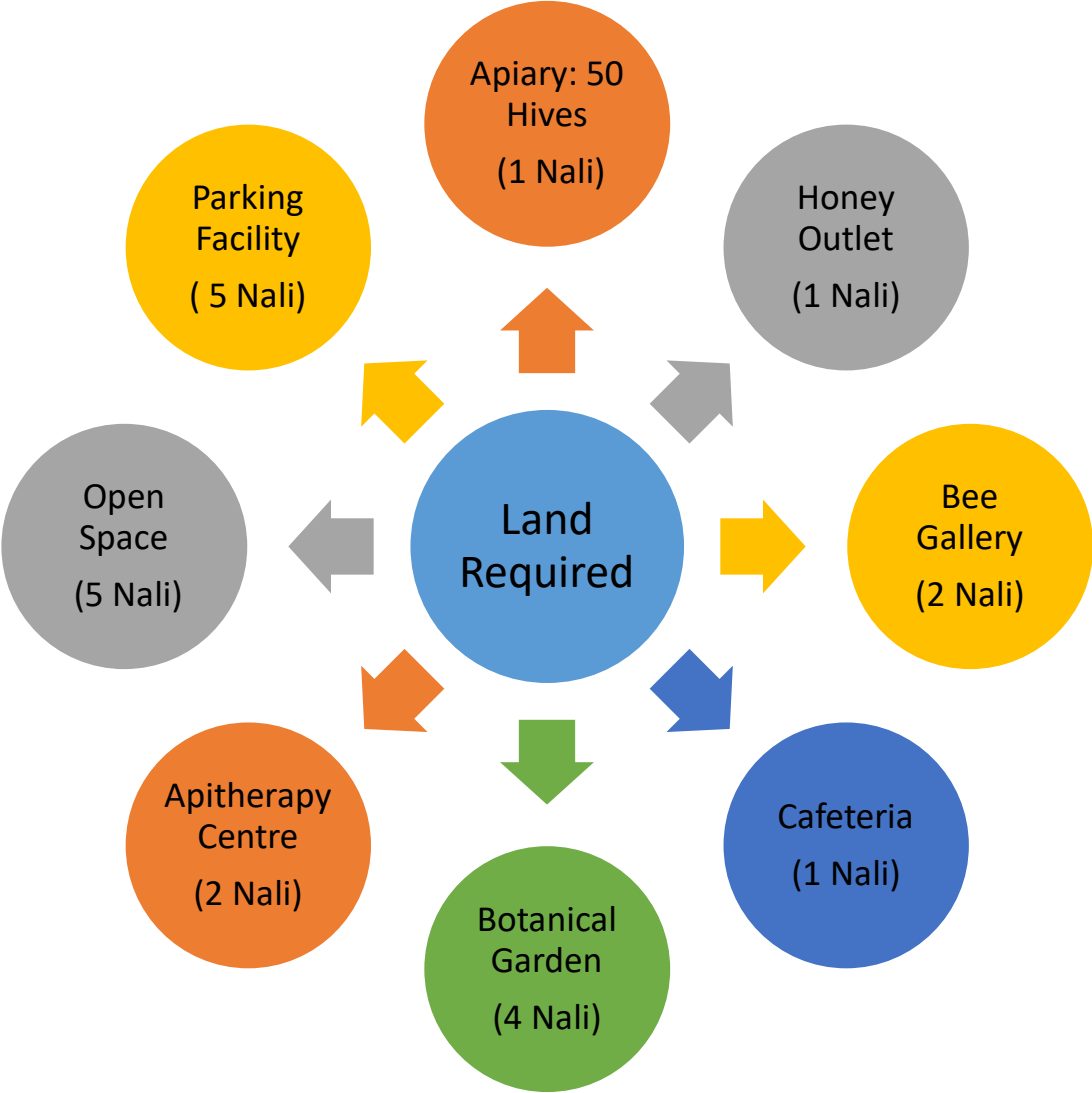 Apiary: 50
Hives
(1 Nali)
Honey
Outlet
(1 Nali)
Bee
Gallery
(2 Nali)
Cafeteria
(1 Nali)
Botanical
Garden
(4 Nali)
Apitherapy
Centre
(2 Nali)
Open
Space
(5 Nali)
Parking
Facility
( 5 Nali)
Land
Required